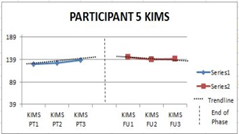 PARTICIPANT 5 KIMS
189
139
89
39
KIMS PT1
KIMS PT2
KIMS PT3
KIMS FU1
KIMS FU2
KIMS FU3
Series1
Series2
Trendline
End of
Phase